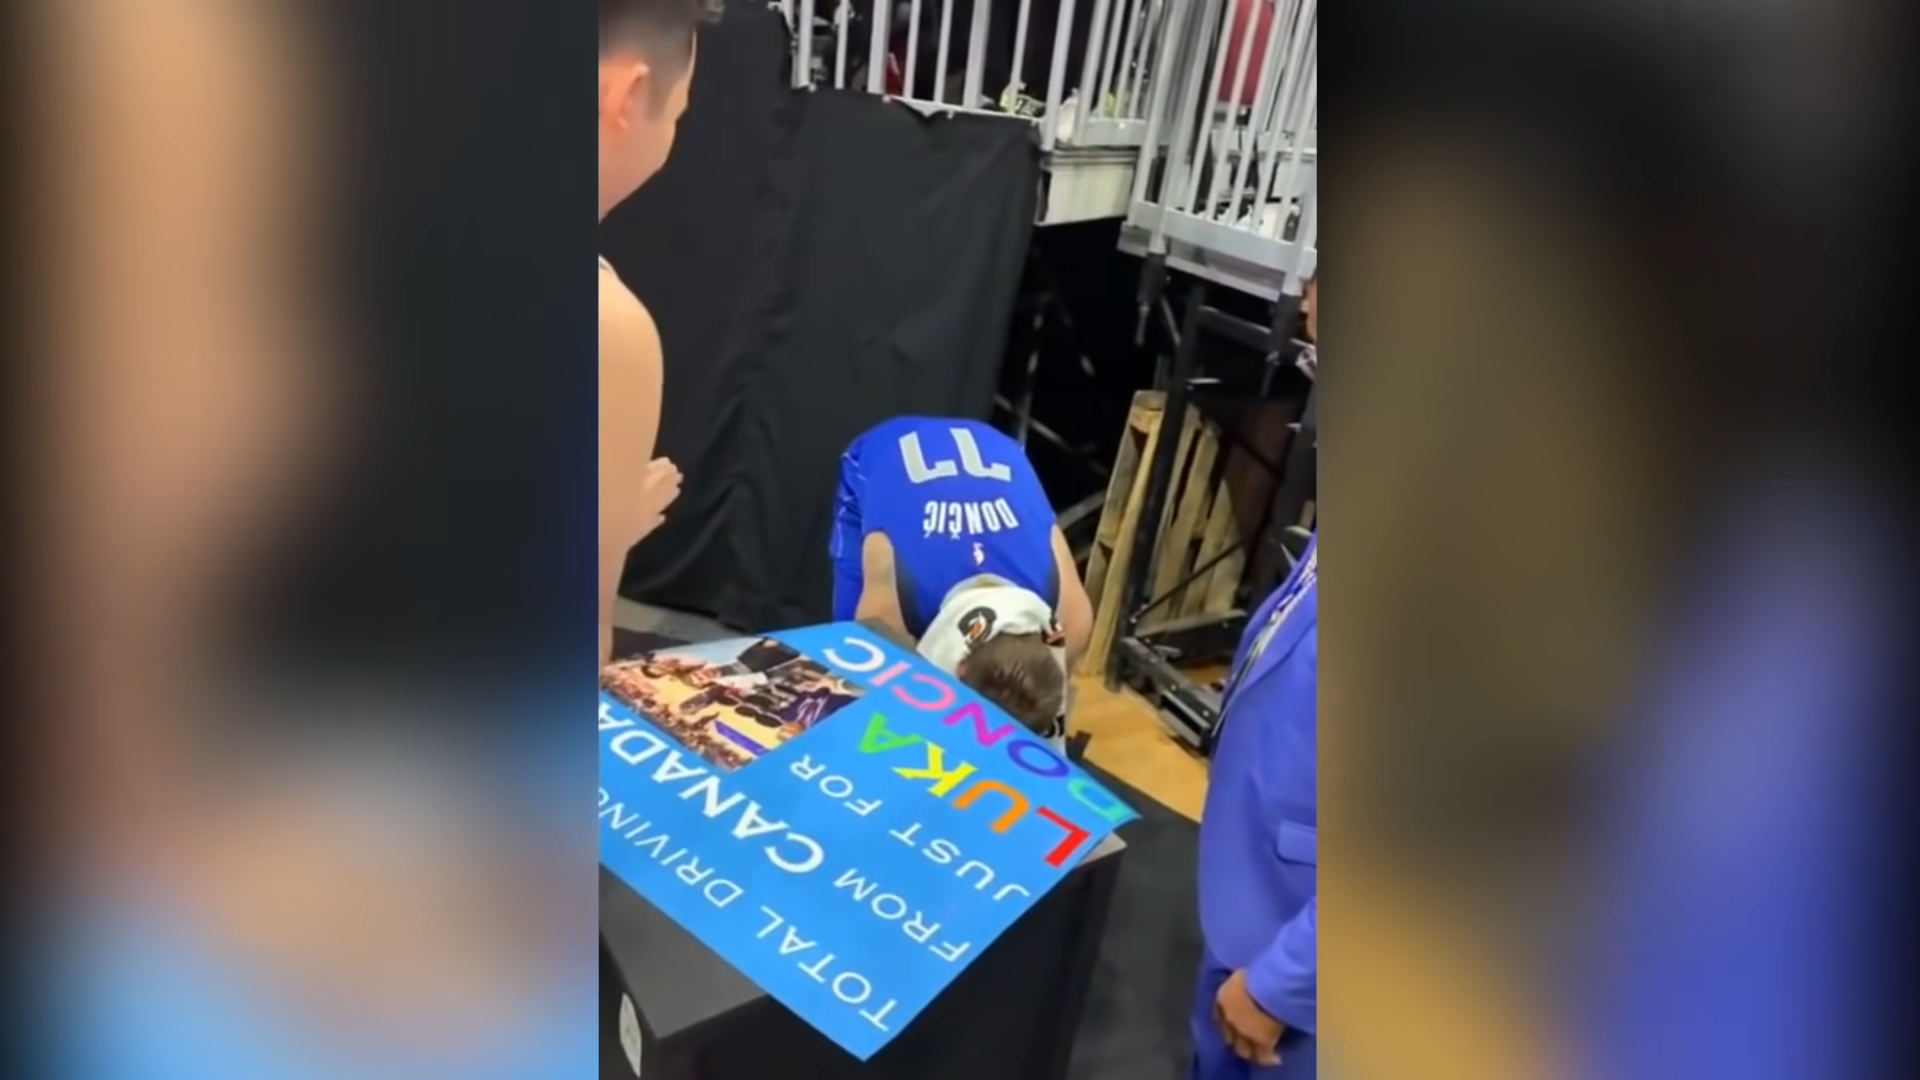 77
DONČIĆ
TOTAL DRIVING
FROM CANADA
JUST FOR
LUKA
DONCIC